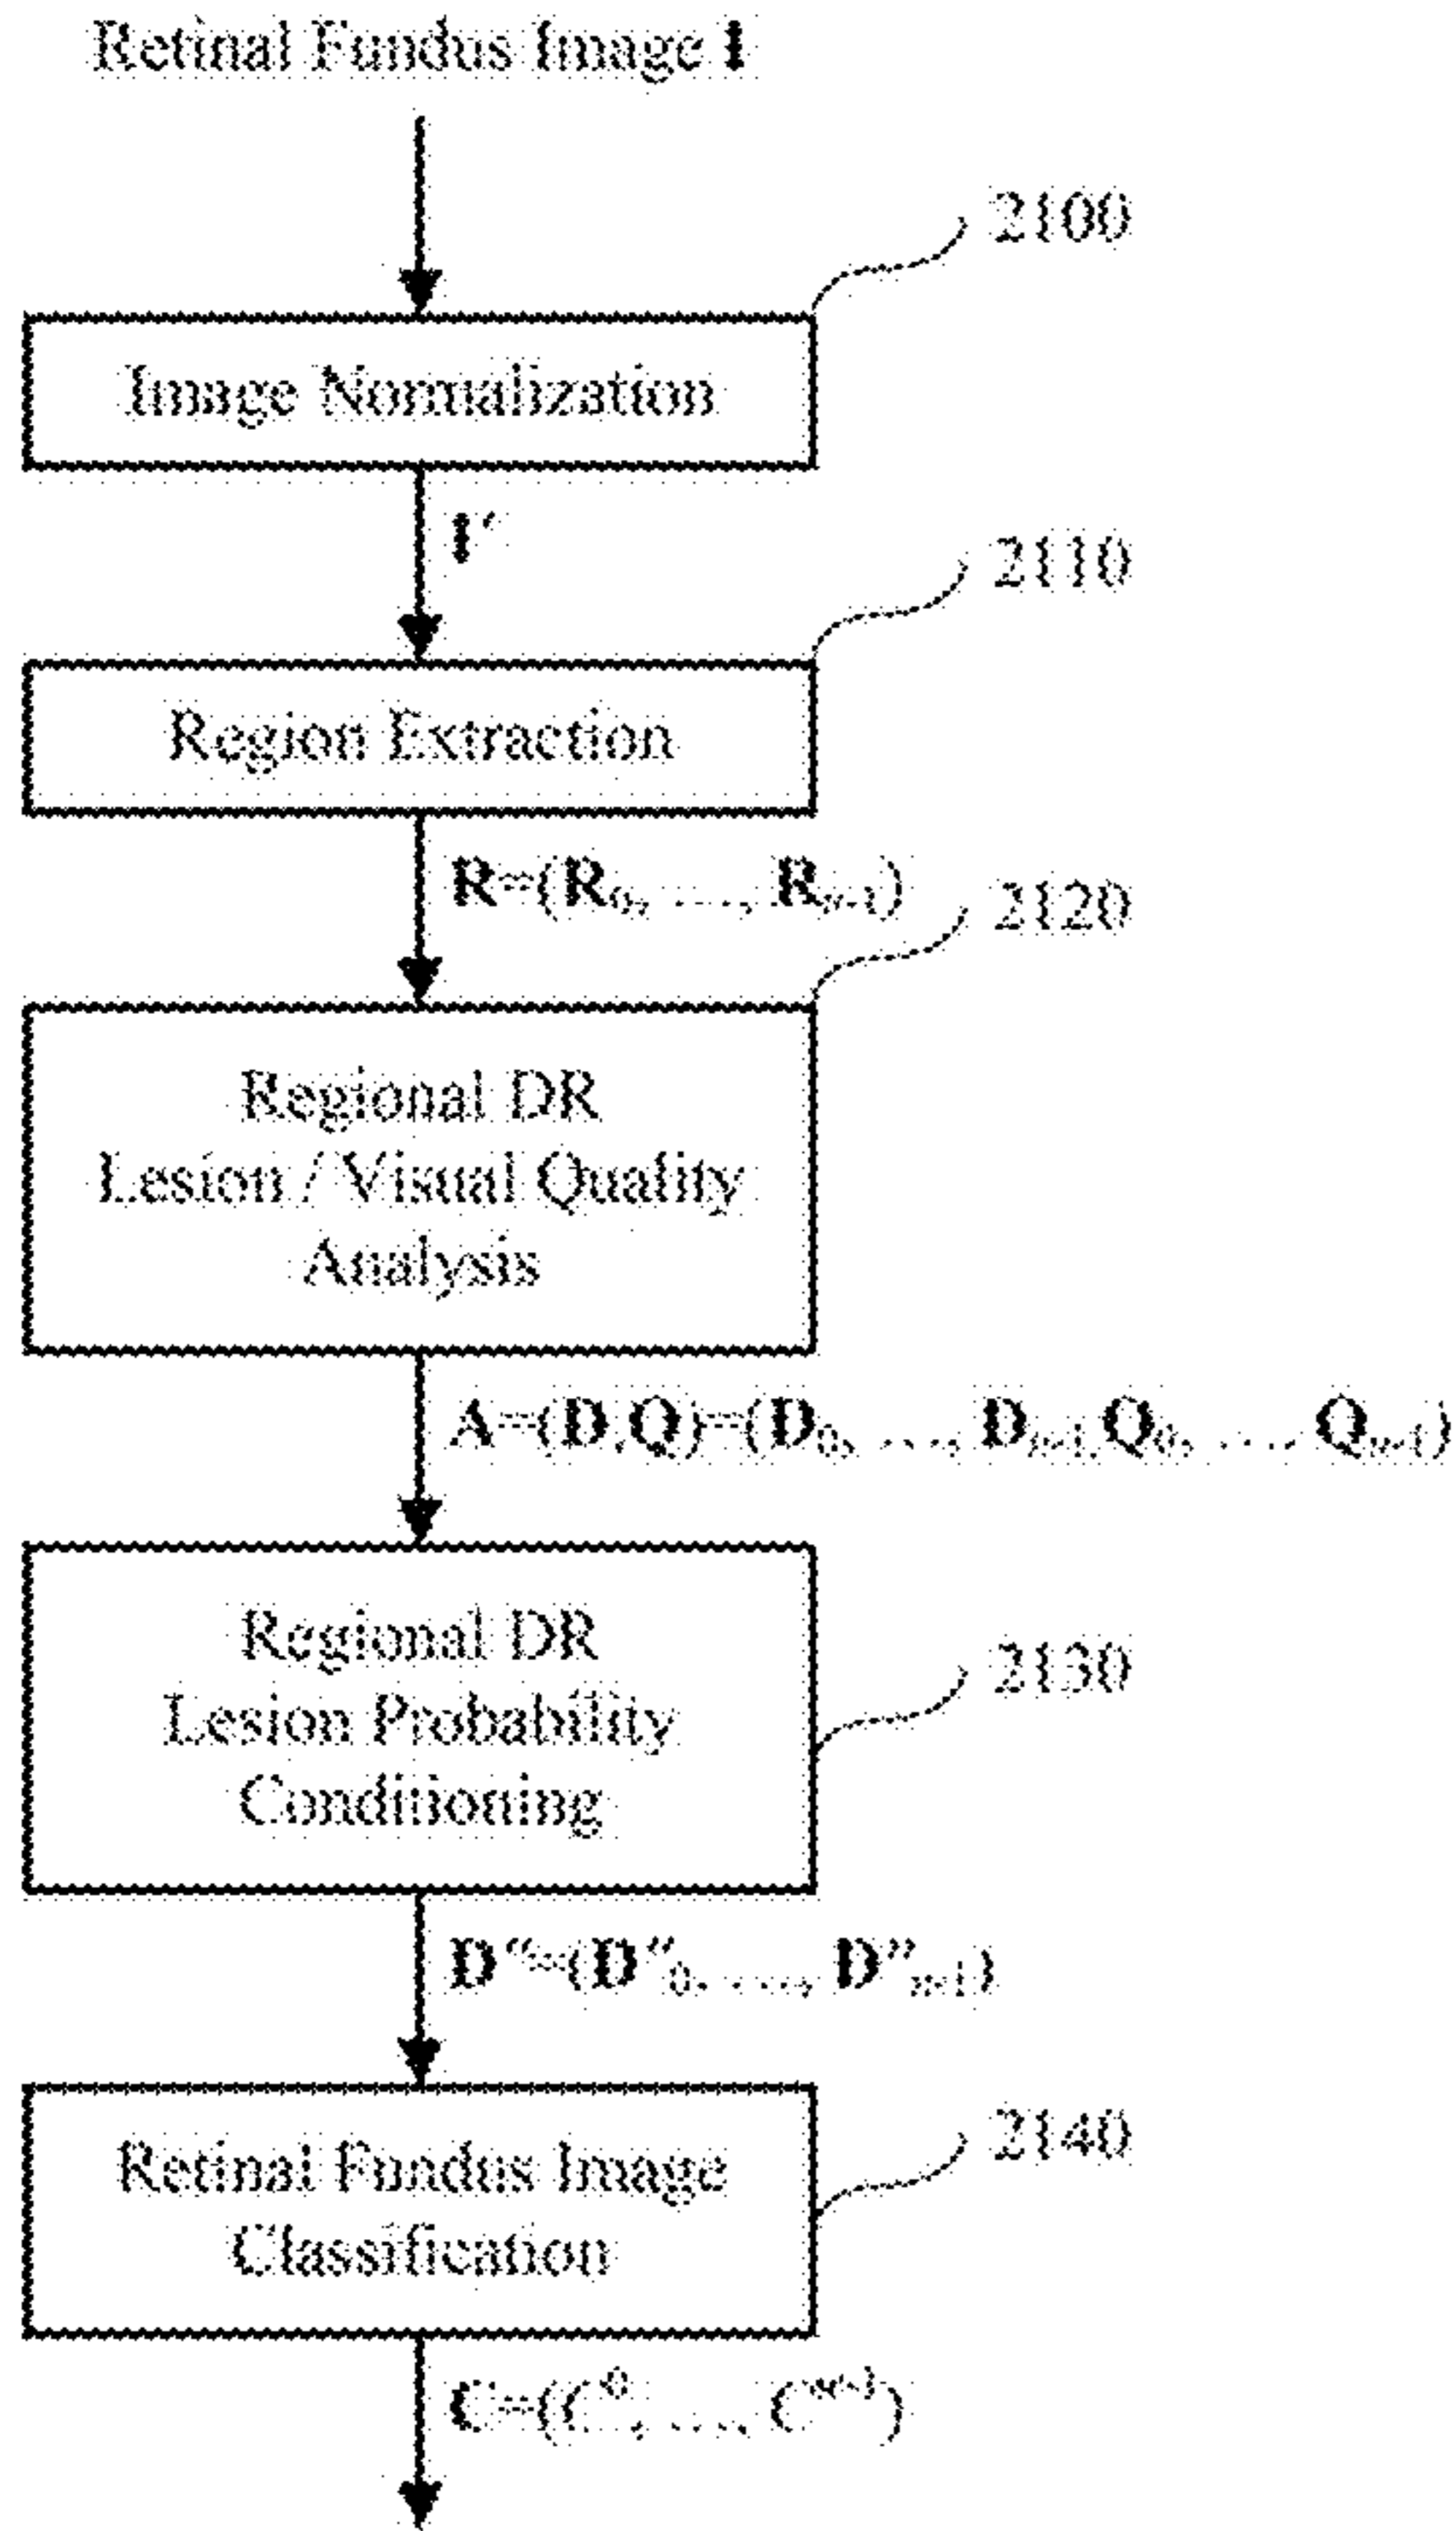 Retinal Fundus Image I
2100
Image Normalization
I′
2110
Region Extraction
R=(R₀, ..., Rₙ₋₁)
2120
Regional DR
Lesion / Visual Quality
Analysis
A=(D,Q)=(D₀, ..., Dₙ₋₁,Q₀, ..., Qₙ₋₁)
Regional DR
Lesion Probability
Conditioning
2130
D″=(D″₀, ..., D″ₙ₋₁)
Retinal Fundus Image
Classification
2140